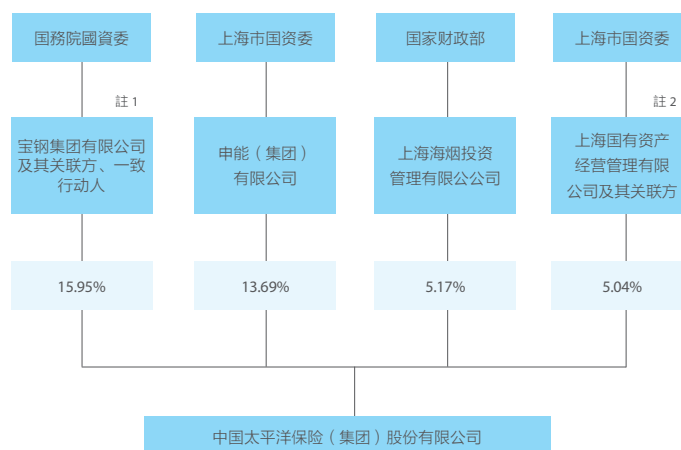 国務院國資委
上海市国资委
国家财政部
上海市国资委
註 1
註 2
宝钢集团有限公司
及其关联方、一致
行动人
申能（集团）
有限公司
上海海烟投资
管理有限公公司
上海国有资产
经营管理有限
公司及其关联方
15.95%
13.69%
5.17%
5.04%
中国太平洋保险（集团）股份有限公司